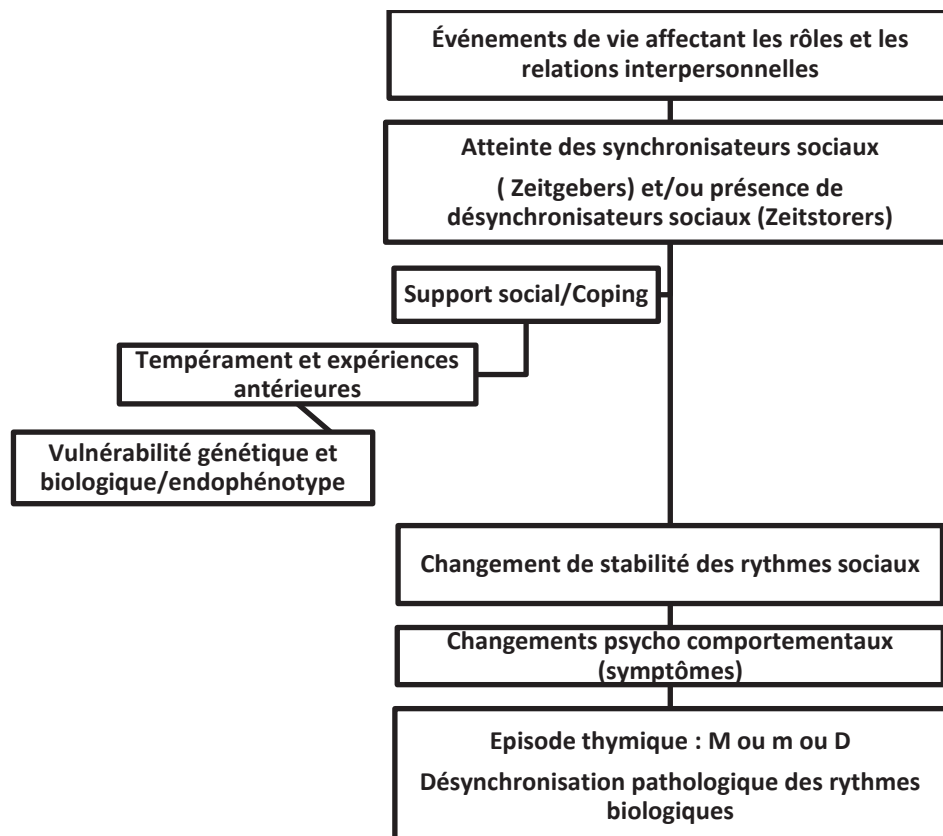 Événements de vie affectant les rôles et les
relations interpersonnelles
Atteinte des synchronisateurs sociaux
( Zeitgebers) et/ou présence de
désynchronisateurs sociaux (Zeitstorers)
Support social/Coping
Tempérament et expériences
antérieures
Vulnérabilité génétique et
biologique/endophénotype
Changement de stabilité des rythmes sociaux
Changements psycho comportementaux
(symptômes)
Episode thymique : M ou m ou D
Désynchronisation pathologique des rythmes
biologiques